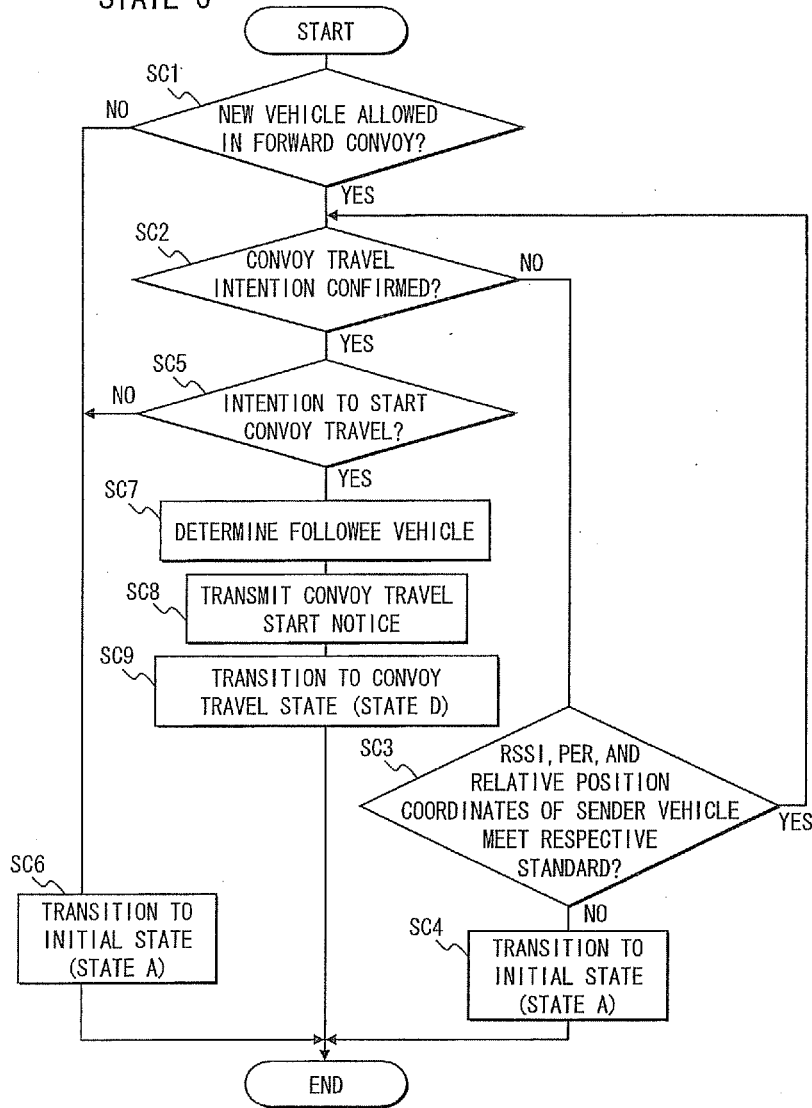 START
SC1
NO
NEW VEHICLE ALLOWED
IN FORWARD CONVOY?
YES
SC2
CONVOY TRAVEL
INTENTION CONFIRMED?
NO
YES
SC5
NO
INTENTION TO START
CONVOY TRAVEL?
YES
SC7
DETERMINE FOLLOWEE VEHICLE
SC8
TRANSMIT CONVOY TRAVEL
START NOTICE
SC9
TRANSITION TO CONVOY
TRAVEL STATE (STATE D)
SC3
RSSI, PER, AND
RELATIVE POSITION
COORDINATES OF SENDER VEHICLE
MEET RESPECTIVE
STANDARD?
YES
NO
SC6
TRANSITION TO
INITIAL STATE
(STATE A)
SC4
TRANSITION TO
INITIAL STATE
(STATE A)
END